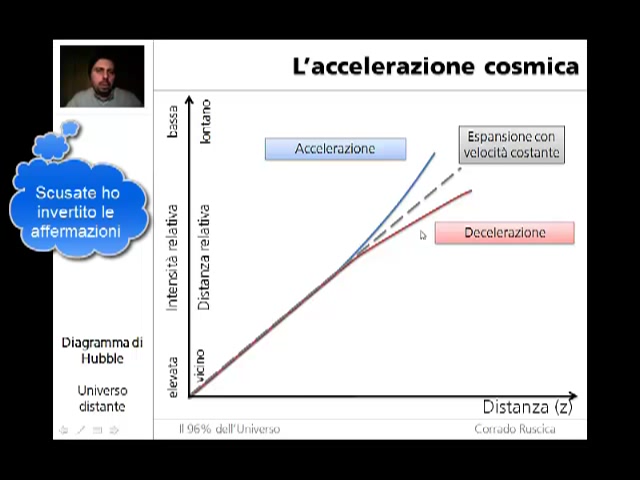 L'accelerazione cosmica
Scusate ho
invertito le
affermazioni
Diagramma di
Hubble
Universo
distante
bassa
Intensità relativa
elevata
lontano
Distanza relativa
vicino
Accelerazione
Espansione con
velocità costante
Decelerazione
Distanza (z)
Il 96% dell'Universo
Corrado Ruscica